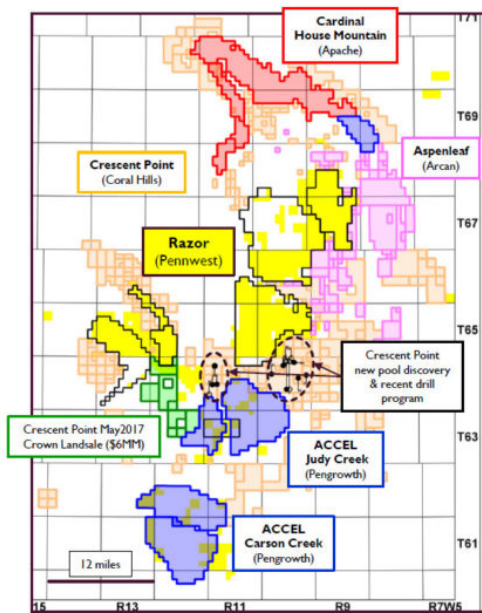 T71
Cardinal
House Mountain
(Apache)
T69
Crescent Point
(Coral Hills)
Aspenleaf
(Arcan)
T67
Razor
(Pennwest)
T65
Crescent Point
new pool discovery
& recent drill
program
Crescent Point May2017
Crown Landsale ($6MM)
T63
ACCEL
Judy Creek
(Pengrowth)
ACCEL
Carson Creek
(Pengrowth)
T61
12 miles
15 R13 R11 R9 R7W5